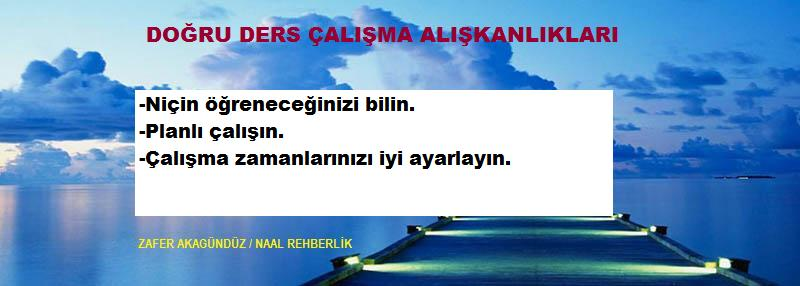 DOĞRU DERS ÇALIŞMA ALIŞKANLIKLARI
-Niçin öğreneceğinizi bilin.
-Planlı çalışın.
-Çalışma zamanlarınızı iyi ayarlayın.
ZAFER AKAGÜNDÜZ / NAAL REHBERLİK